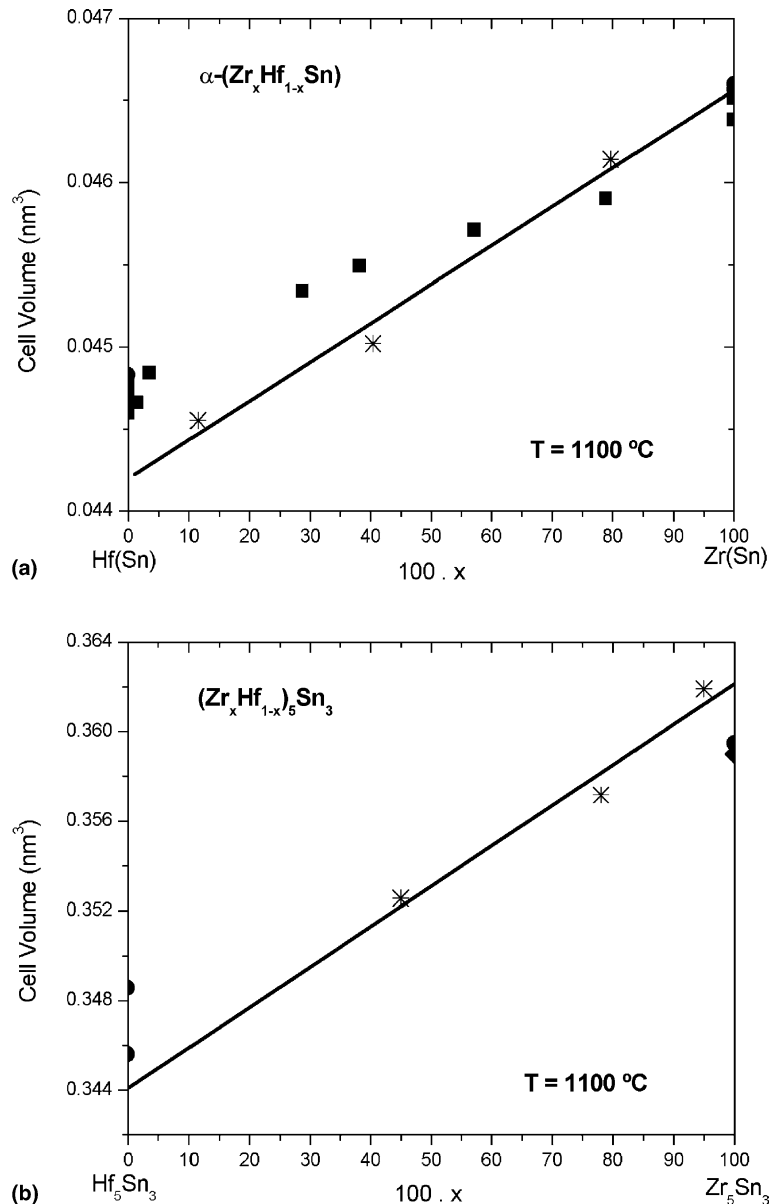 0.047
α-(ZrₓHf₁₋ₓSn)
0.046
Cell Volume (nm³)
0.045
T = 1100 ºC
0.044
0 10 20 30 40 50 60 70 80 90 100
Hf(Sn) Zr(Sn)
(a) 100 . x
0.364
(ZrₓHf₁₋ₓ)₅Sn₃
0.360
0.356
Cell Volume (nm³)
0.352
0.348
T = 1100 ºC
0.344
0 10 20 30 40 50 60 70 80 90 100
Hf₅Sn₃ Zr₅Sn₃
(b) 100 . x